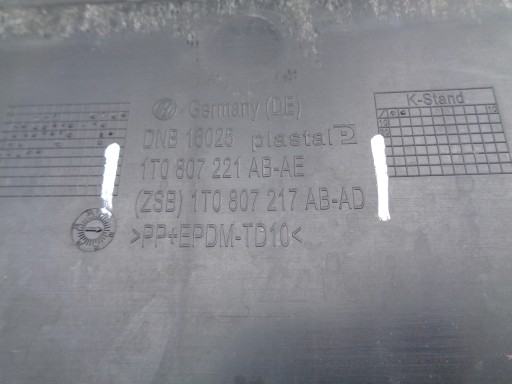 K-Stand
Germany (DE)
DNB 16025 plastal
1T0 807 221 AB-AE
(ZSB) 1T0 807 217 AB-AD
>PP+EPDM-TD10<